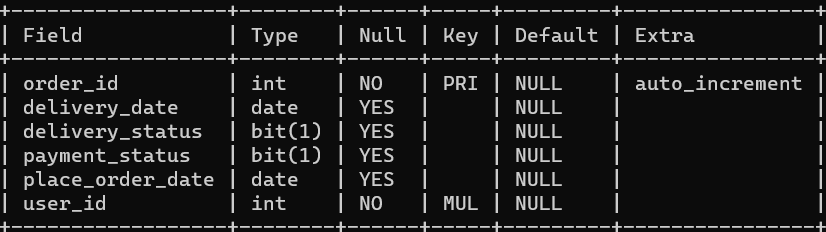 +------------------+--------+------+-----+---------+----------------+
| Field            | Type   | Null | Key | Default | Extra          |
+------------------+--------+------+-----+---------+----------------+
| order_id         | int    | NO   | PRI | NULL    | auto_increment |
| delivery_date    | date   | YES  |     | NULL    |                |
| delivery_status  | bit(1) | YES  |     | NULL    |                |
| payment_status   | bit(1) | YES  |     | NULL    |                |
| place_order_date | date   | YES  |     | NULL    |                |
| user_id          | int    | NO   | MUL | NULL    |                |
+------------------+--------+------+-----+---------+----------------+